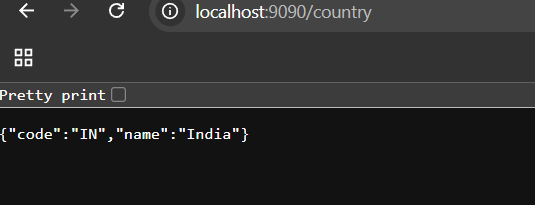 localhost:9090/country
Pretty print
{"code":"IN","name":"India"}